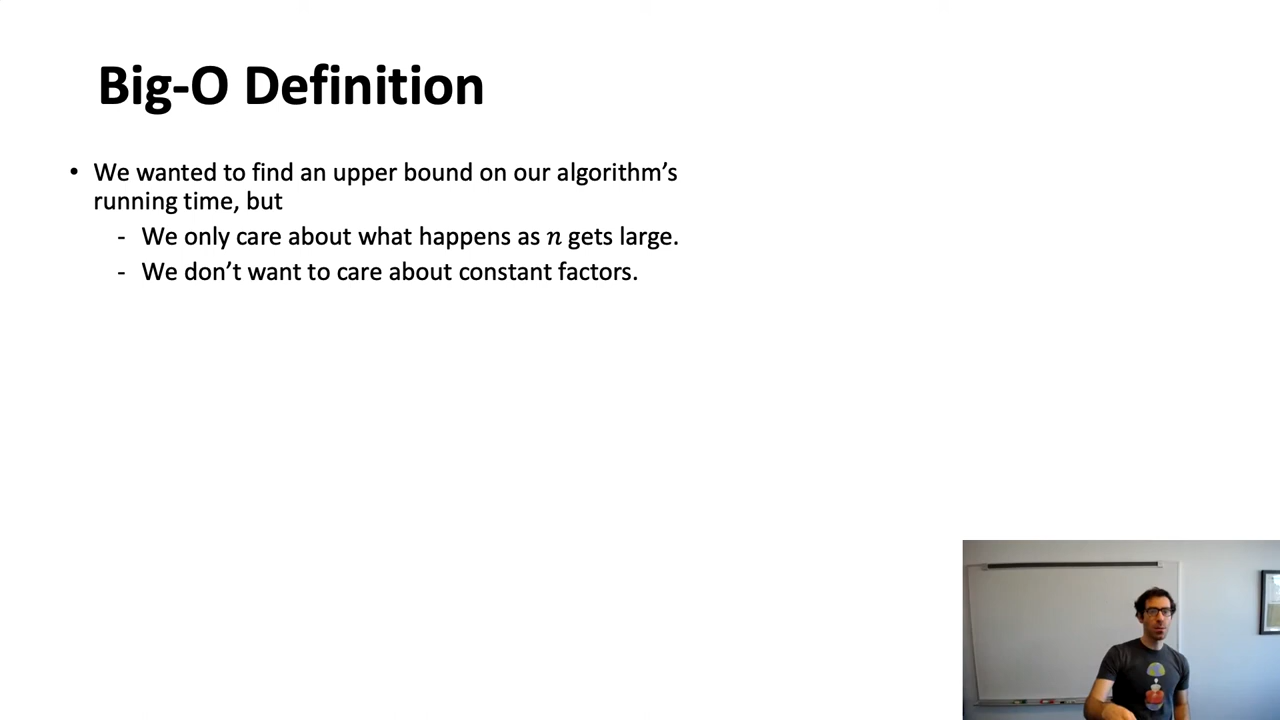 Big-O Definition
• We wanted to find an upper bound on our algorithm’s
running time, but
- We only care about what happens as n gets large.
- We don’t want to care about constant factors.